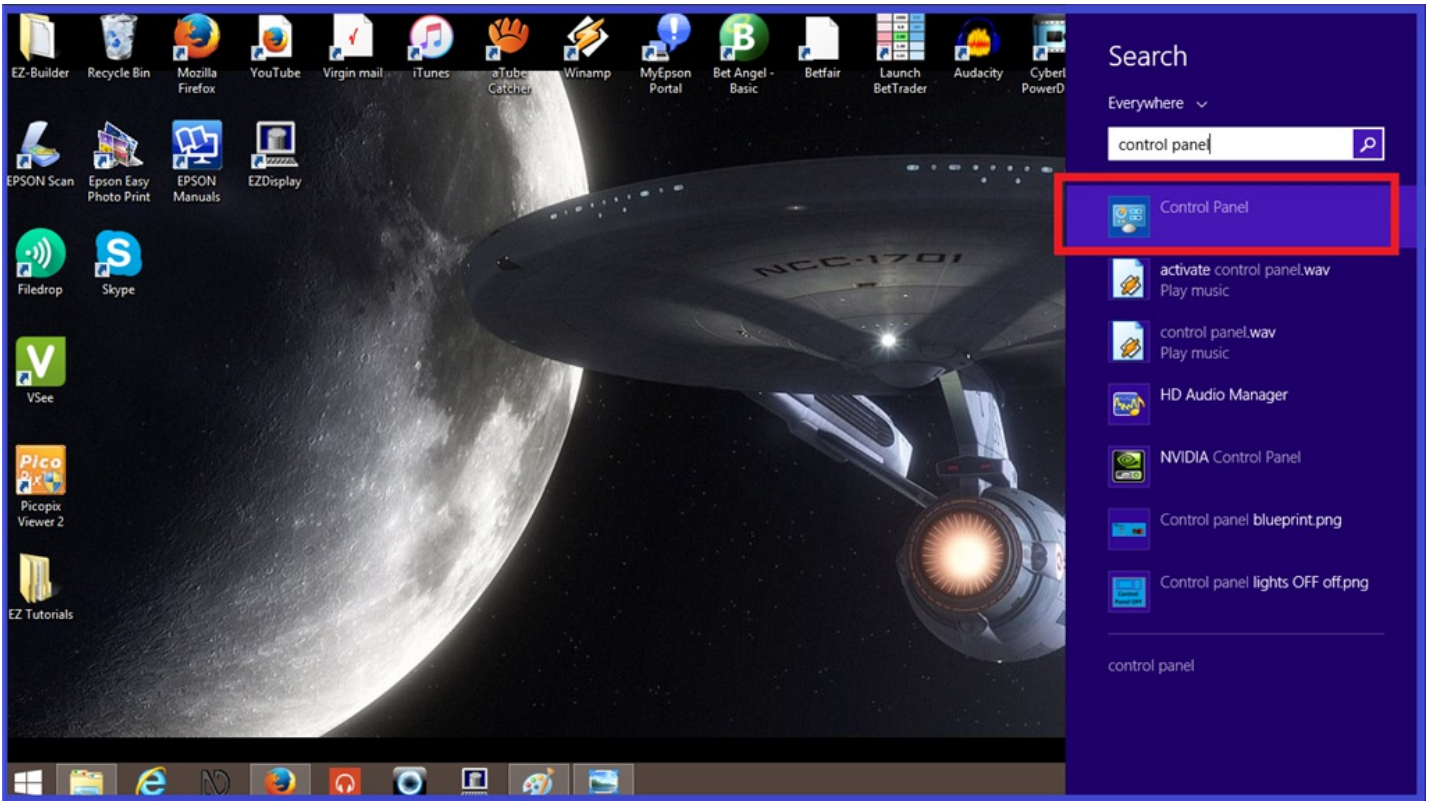 EZ-Builder
Recycle Bin
Mozilla
Firefox
YouTube
Virgin mail
iTunes
aTube
Catcher
Winamp
MyEpson
Portal
Bet Angel -
Basic
Betfair
Launch
BetTrader
Audacity
Cyberl
PowerD
EPSON Scan
Epson Easy
Photo Print
EPSON
Manuals
EZDisplay
Filedrop
Skype
VSee
Picopix
Viewer 2
EZ Tutorials
NCC-1701
Search
Everywhere
control panel
Control Panel
activate control panel.wav
Play music
control panel.wav
Play music
HD Audio Manager
NVIDIA Control Panel
Control panel blueprint.png
Control panel lights OFF off.png
control panel